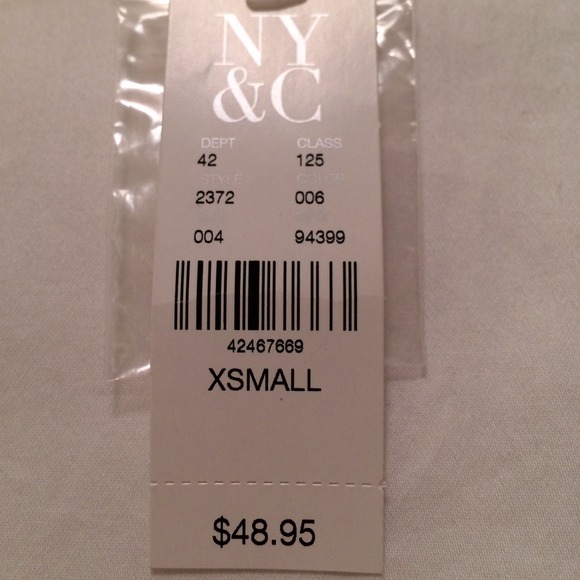 NY
&C
DEPT CLASS
42 125
STYLE COLOR
2372 006
004 94399
42467669
XSMALL
$48.95